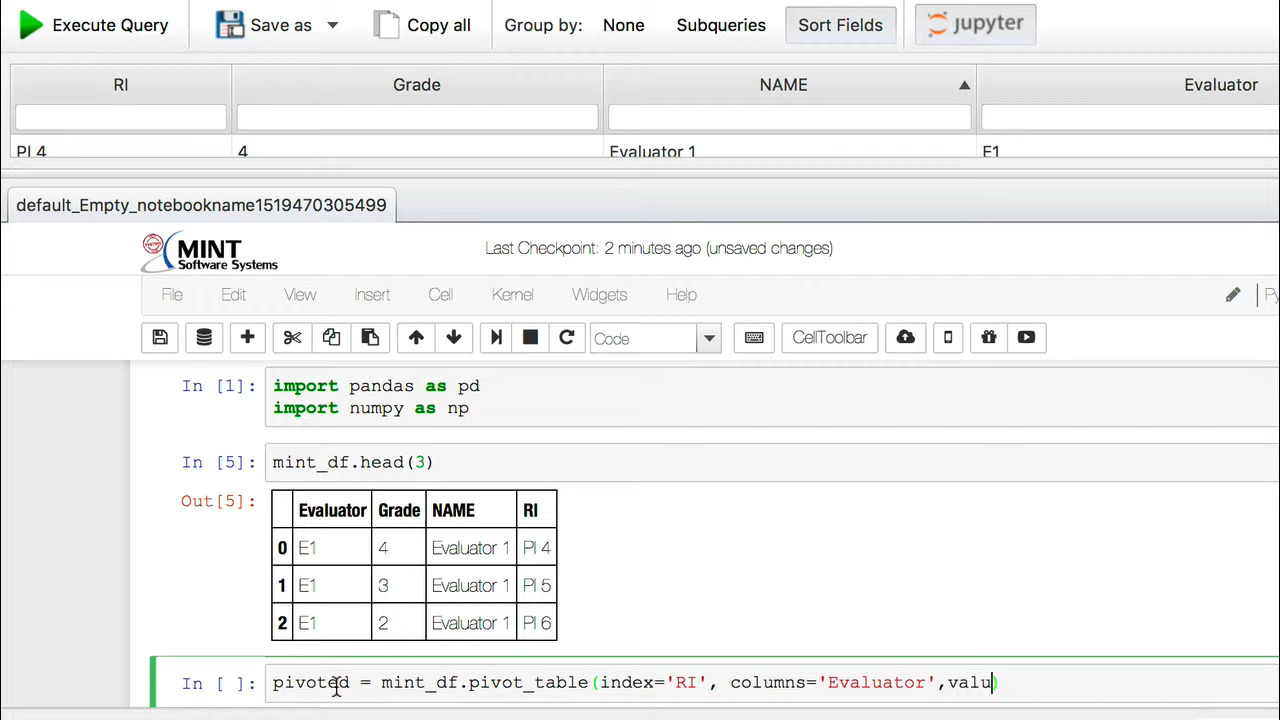 Execute Query Save as Copy all Group by: None Subqueries Sort Fields jupyter
RI Grade NAME Evaluator
PI 4 4 Evaluator 1 E1
default_Empty_notebookname1519470305499
MINT
Software Systems
Last Checkpoint: 2 minutes ago (unsaved changes)
File Edit View Insert Cell Kernel Widgets Help
Code CellToolbar
In [1]: import pandas as pd
import numpy as np
In [5]: mint_df.head(3)
Out[5]:
Evaluator Grade NAME RI
0 E1 4 Evaluator 1 PI 4
1 E1 3 Evaluator 1 PI 5
2 E1 2 Evaluator 1 PI 6
In [ ]: pivoted = mint_df.pivot_table(index='RI', columns='Evaluator',valu)